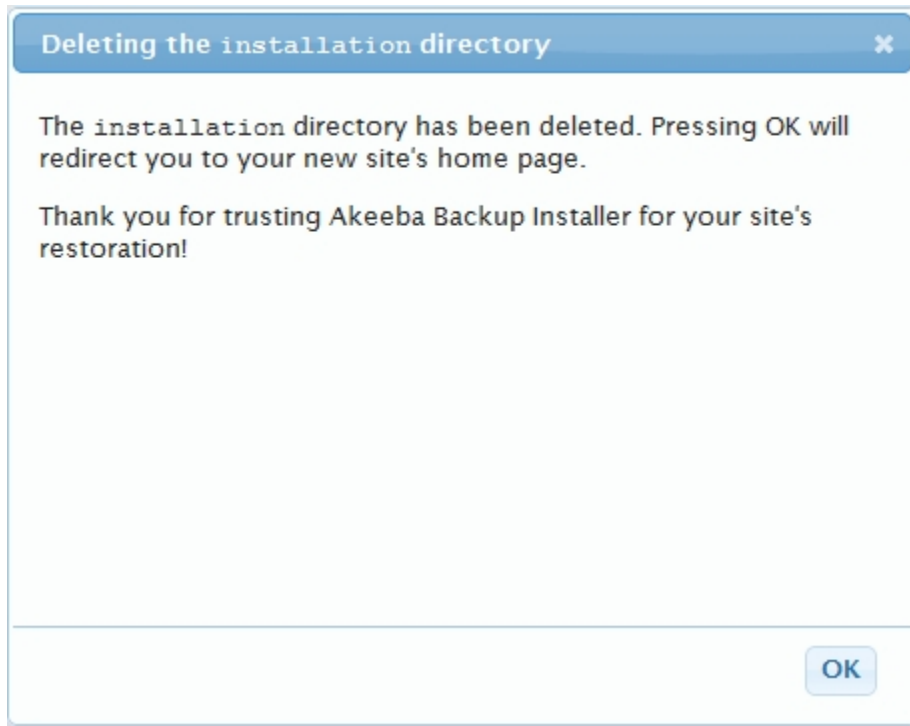 Deleting the installation directory
The installation directory has been deleted. Pressing OK will
redirect you to your new site's home page.
Thank you for trusting Akeeba Backup Installer for your site's
restoration!
OK